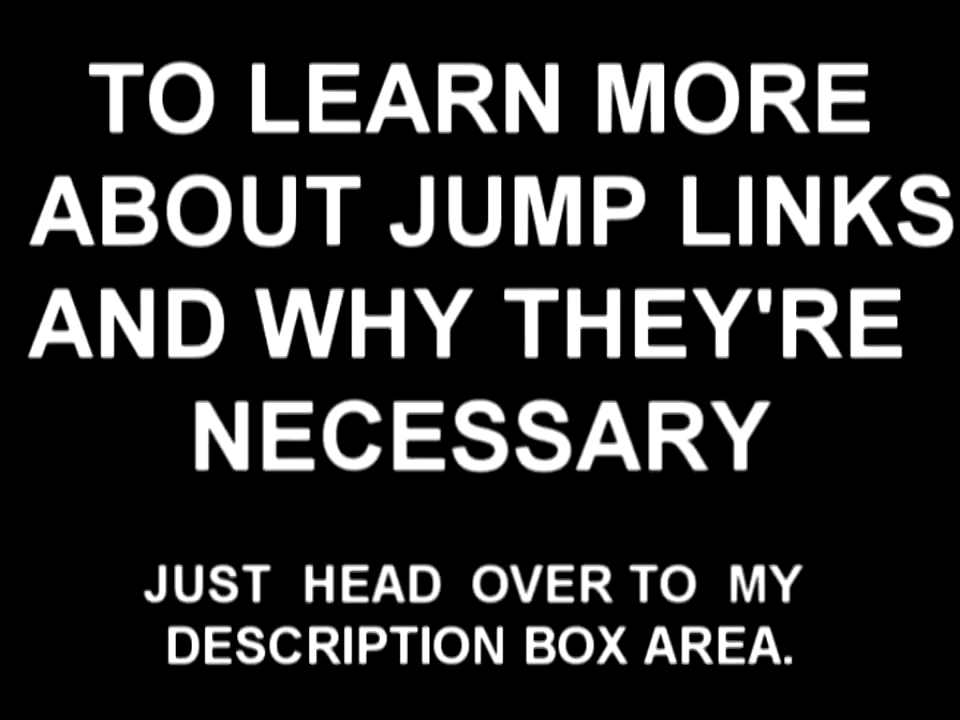 TO LEARN MORE
ABOUT JUMP LINKS
AND WHY THEY'RE
NECESSARY
JUST HEAD OVER TO MY
DESCRIPTION BOX AREA.